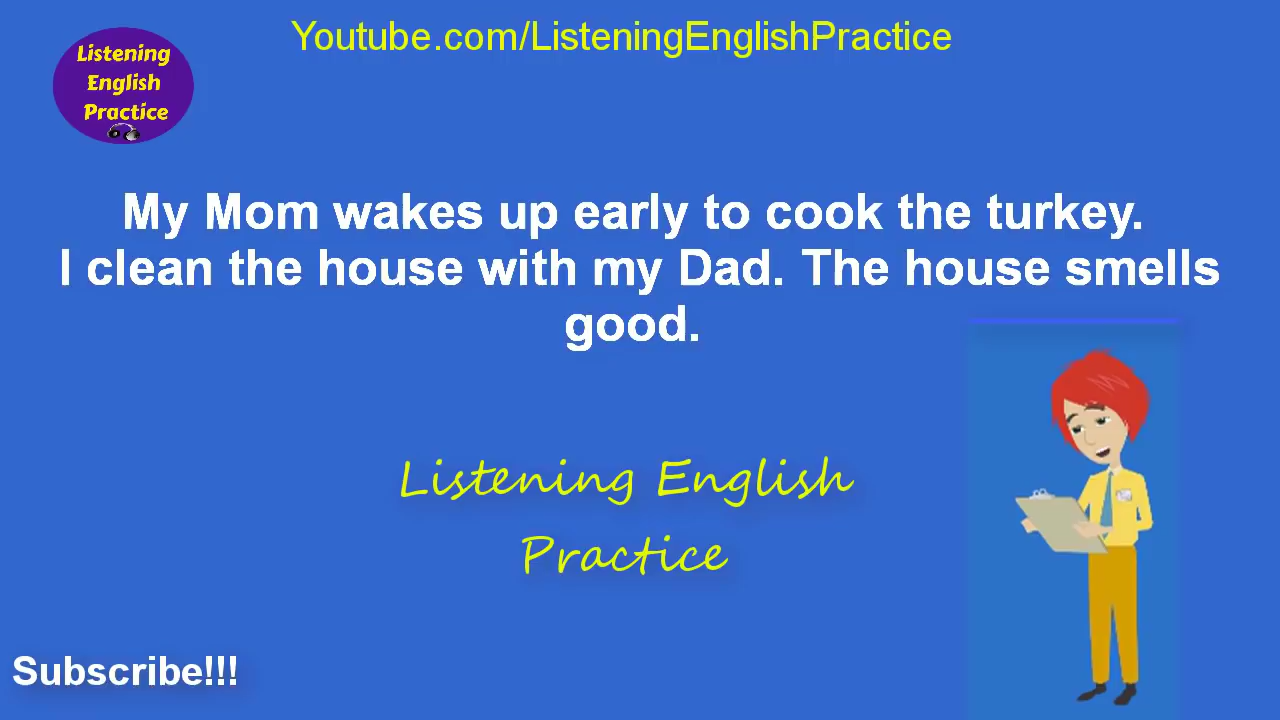 Youtube.com/ListeningEnglishPractice
Listening
English
Practice
My Mom wakes up early to cook the turkey.
I clean the house with my Dad. The house smells
good.
Listening English
Practice
Subscribe!!!